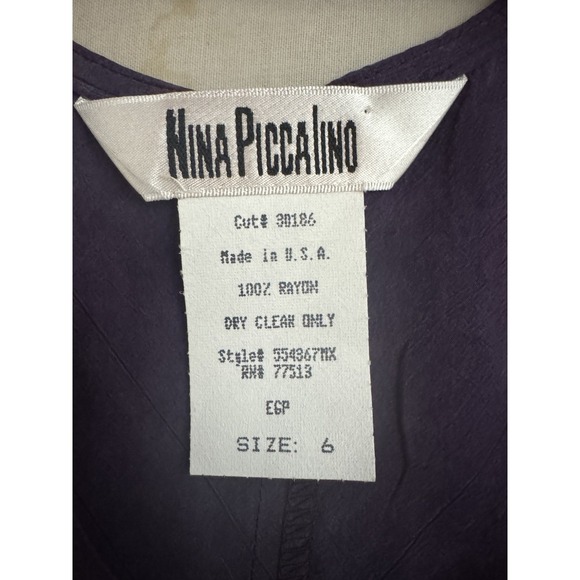 NINA PICCALINO
Cut# 30186
Made in U.S.A.
100% RAYON
DRY CLEAN ONLY
Style# 554367MX
RN# 77513
EGP
SIZE: 6